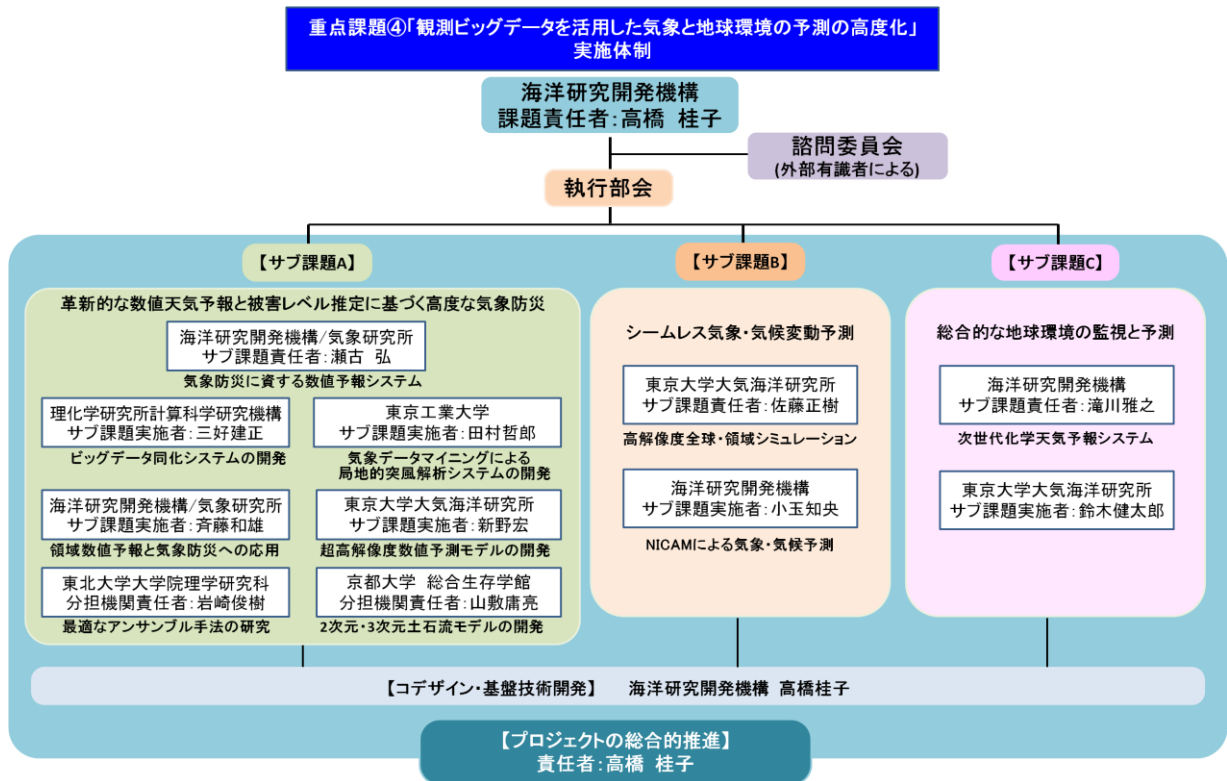 重点課題④「観測ビッグデータを活用した気象と地球環境の予測の高度化」
実施体制
海洋研究開発機構
課題責任者:高橋 桂子
諮問委員会
(外部有識者による)
執行部会
【サブ課題A】
革新的な数値天気予報と被害レベル推定に基づく高度な気象防災
海洋研究開発機構/気象研究所
サブ課題責任者:瀬古 弘
気象防災に資する数値予報システム
理化学研究所計算科学研究機構
サブ課題実施者:三好建正
ビッグデータ同化システムの開発
東京工業大学
サブ課題実施者:田村哲郎
気象データマイニングによる
局地的突風解析システムの開発
海洋研究開発機構/気象研究所
サブ課題実施者:斉藤和雄
領域数値予報と気象防災への応用
東京大学大気海洋研究所
サブ課題実施者:新野宏
超高解像度数値予測モデルの開発
東北大学大学院理学研究科
分担機関責任者:岩崎俊樹
最適なアンサンブル手法の研究
京都大学 総合生存学館
分担機関責任者:山敷庸亮
2次元・3次元土石流モデルの開発
【サブ課題B】
シームレス気象・気候変動予測
東京大学大気海洋研究所
サブ課題責任者:佐藤正樹
高解像度全球・領域シミュレーション
海洋研究開発機構
サブ課題実施者:小玉知央
NICAMによる気象・気候予測
【サブ課題C】
総合的な地球環境の監視と予測
海洋研究開発機構
サブ課題責任者:滝川雅之
次世代化学天気予報システム
東京大学大気海洋研究所
サブ課題実施者:鈴木健太郎
【コデザイン・基盤技術開発】 海洋研究開発機構 高橋桂子
【プロジェクトの総合的推進】
責任者:高橋 桂子